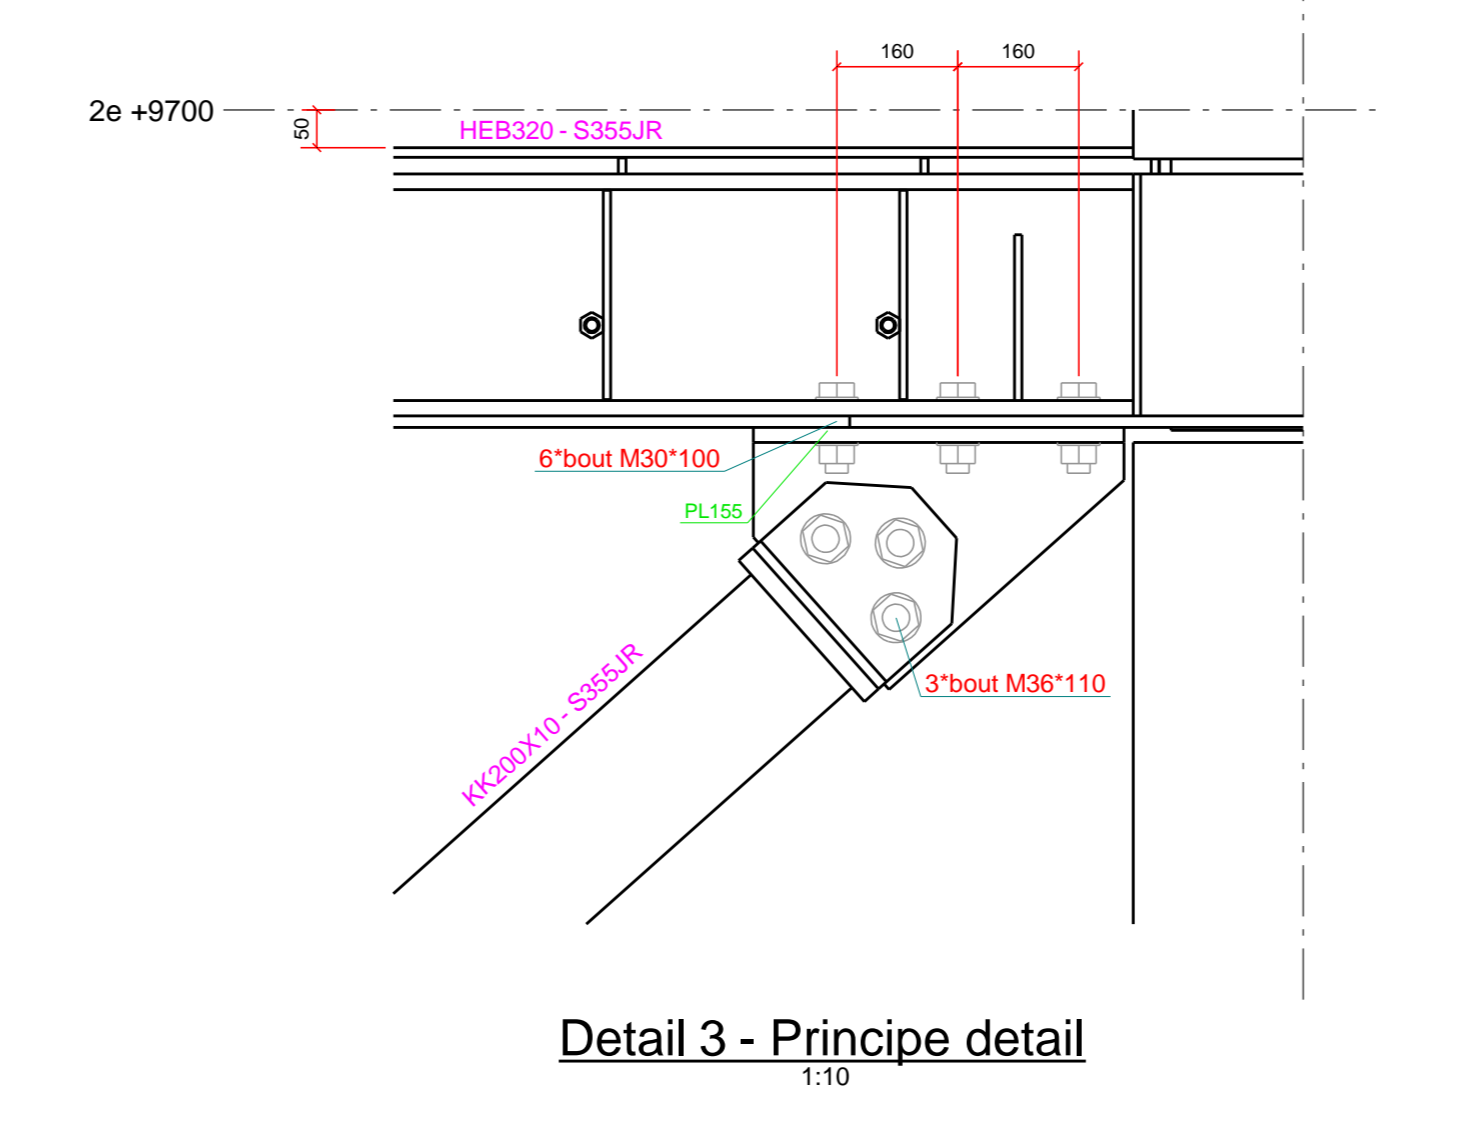 160
160
2e +9700
50
HEB320 - S355JR
6*bout M30*100
PL155
KK200X10 - S355JR
3*bout M36*110
Detail 3 - Principe detail
1:10